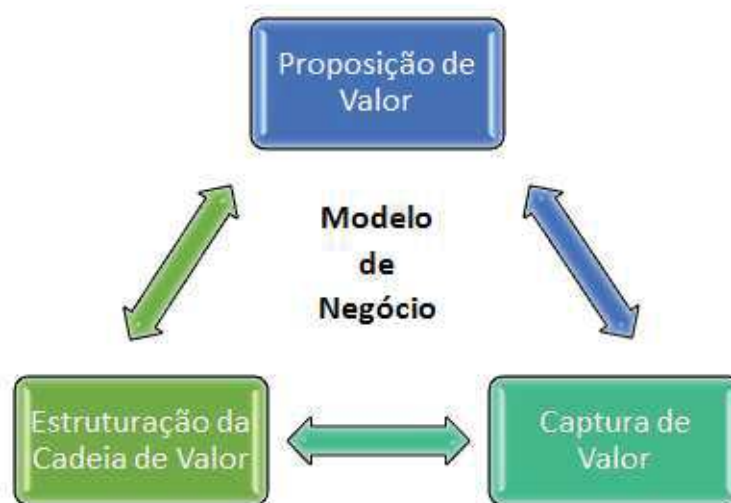 Proposição de
Valor
Modelo
de
Negócio
Estruturação da
Cadeia de Valor
Captura de
Valor